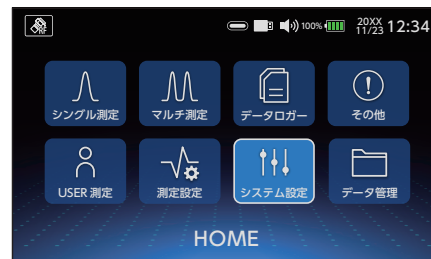 100%
20XX
11/23 12:34
シングル測定 マルチ測定 データロガー その他
USER 測定 測定設定 システム設定 データ管理
HOME